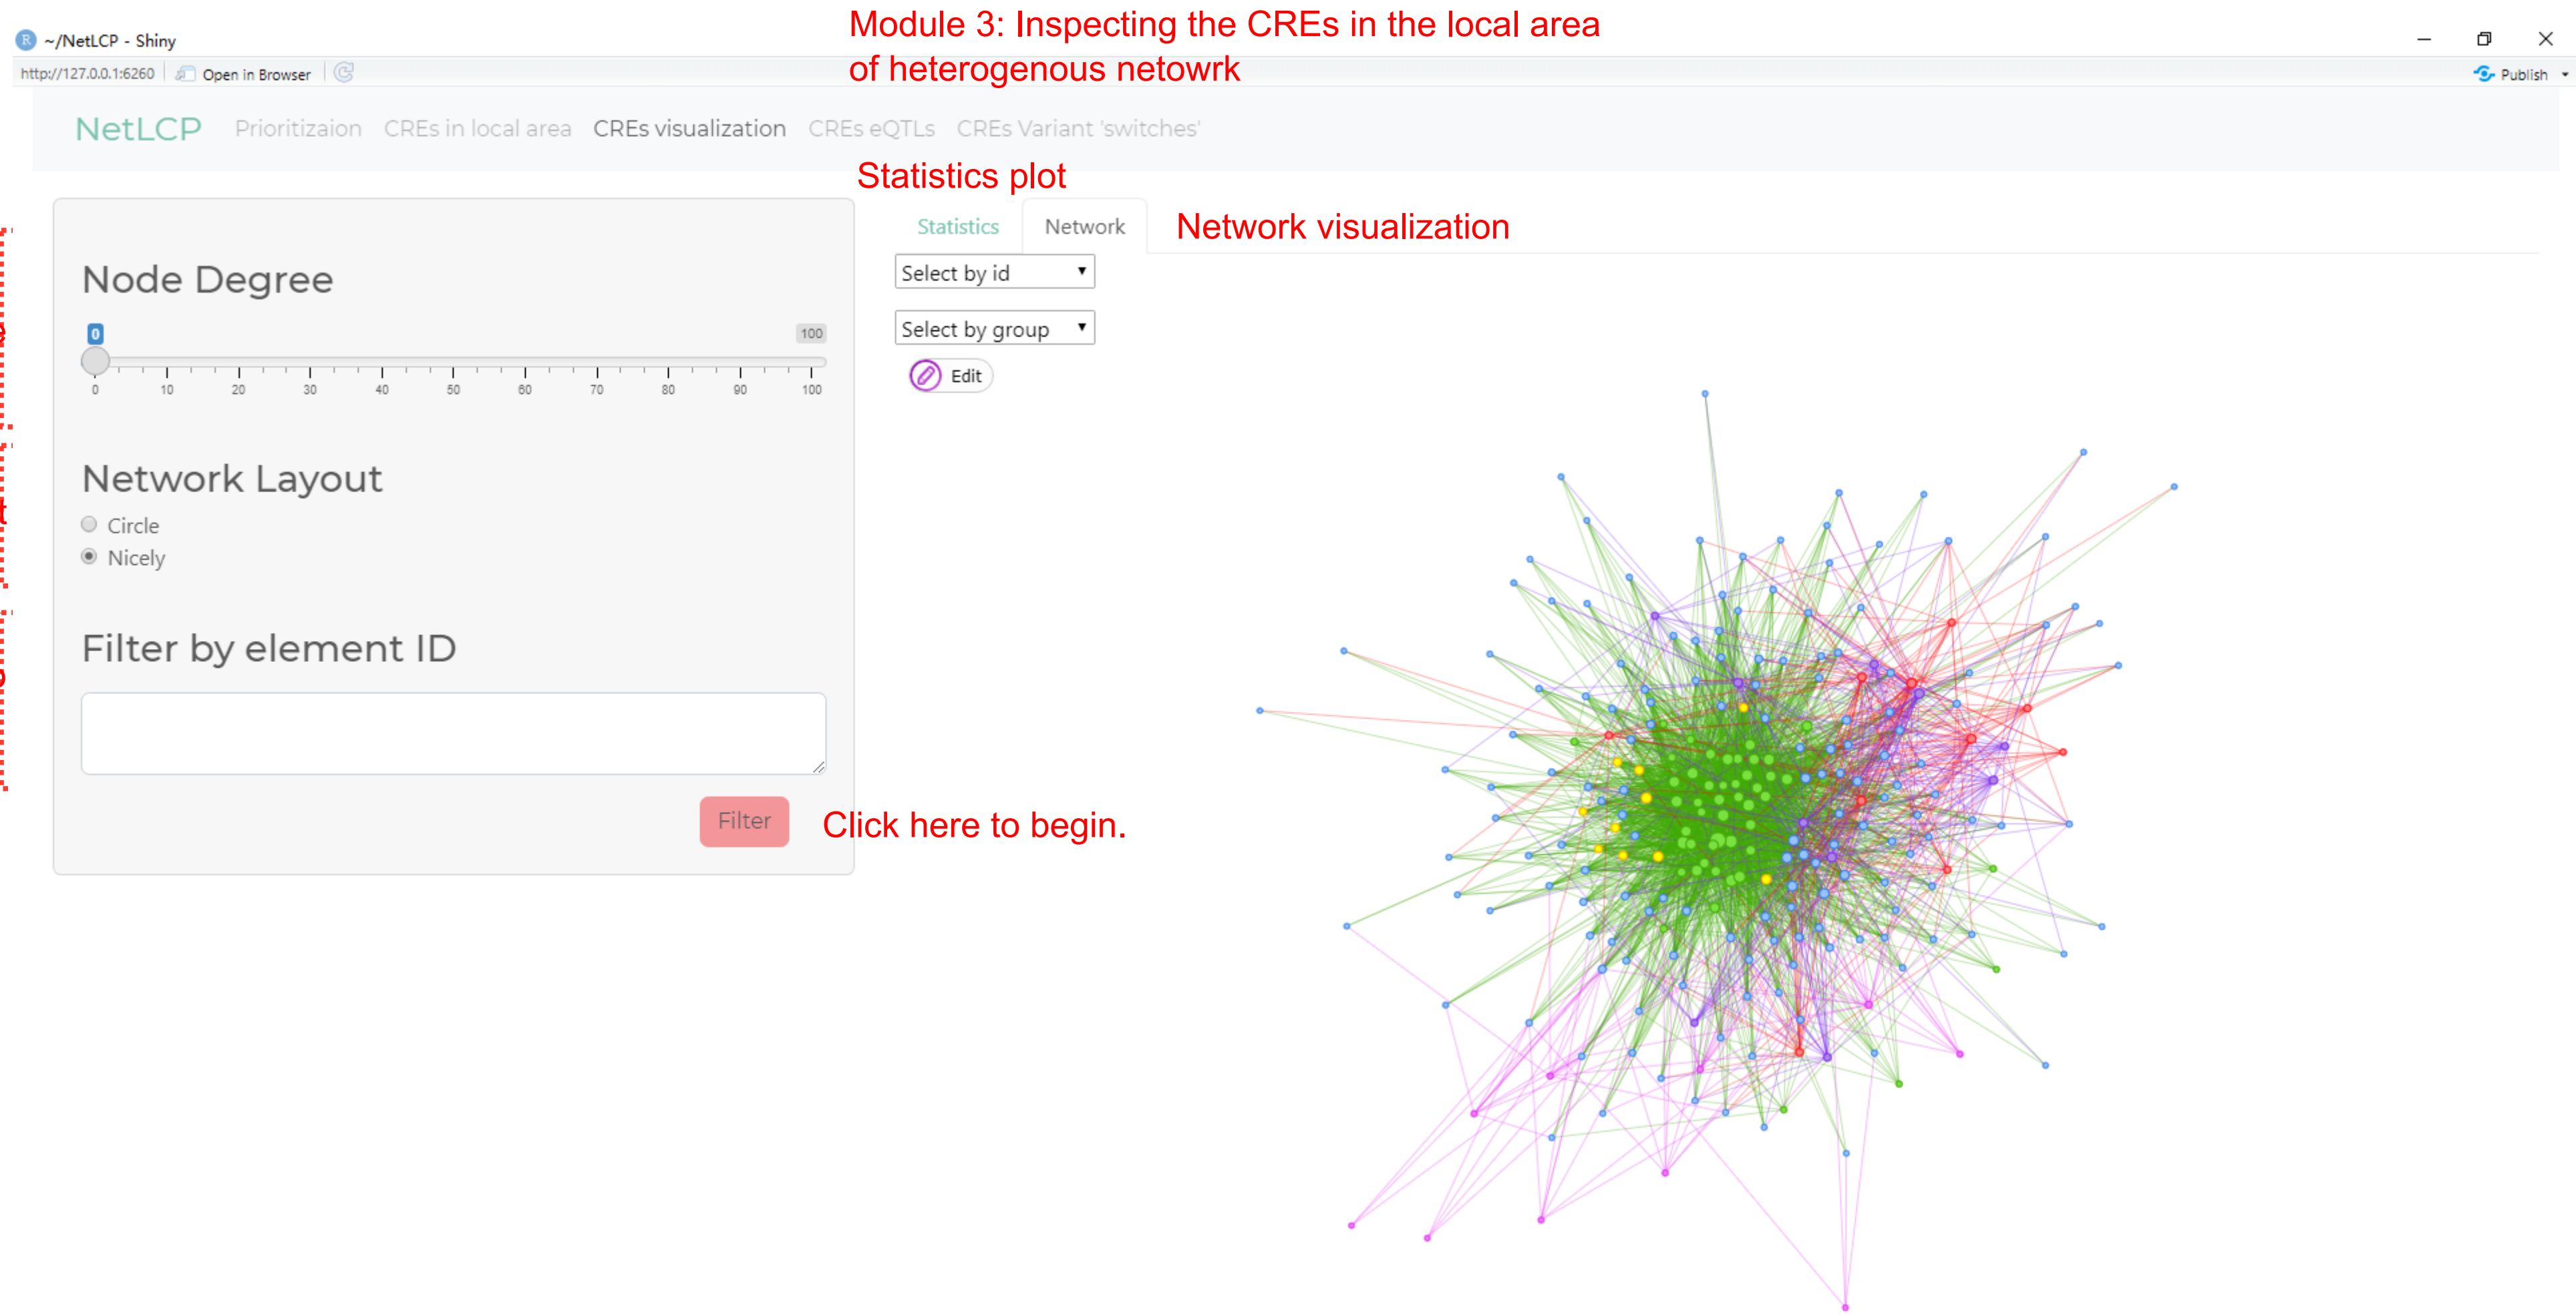 Module 3: Inspecting the CREs in the local area
of heterogenous netowrk
R ~/NetLCP - Shiny
http://127.0.0.1:6260 Open in Browser Publish
NetLCP Prioritizaion CREs in local area CREs visualization CREs eQTLs CREs Variant 'switches'
Statistics plot
Statistics Network Network visualization
Select by id
Select by group
Edit
Node Degree
0 100
0 10 20 30 40 50 60 70 80 90 100
Network Layout
Circle
Nicely
Filter by element ID
Filter Click here to begin.